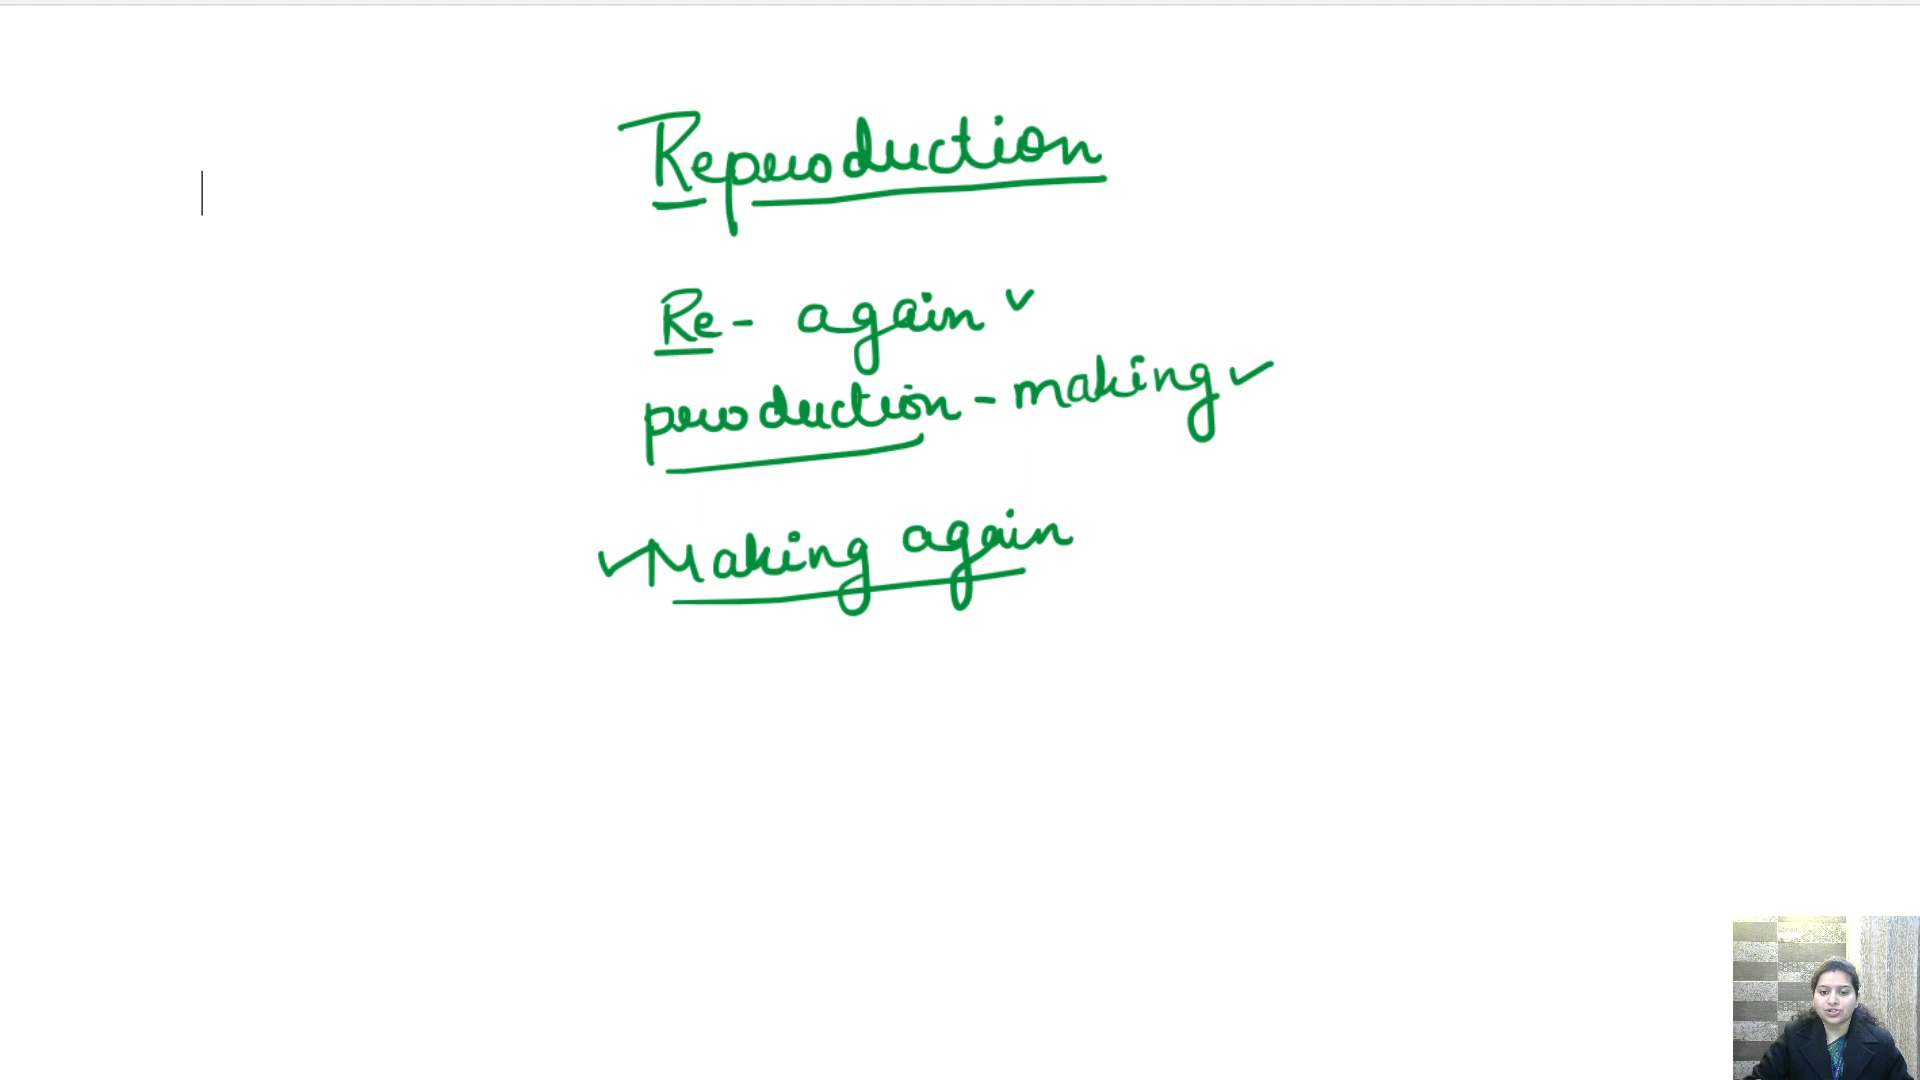 Reproduction
Re - again ✓
production - making ✓
✓ Making again